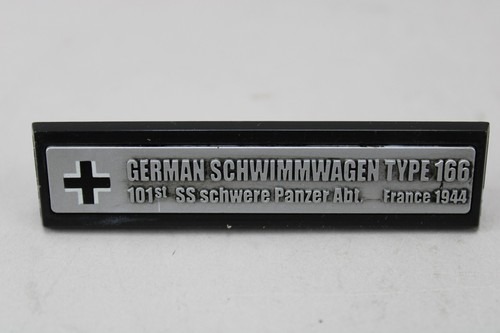 GERMAN SCHWIMMWAGEN TYPE 166
101st SS schwere Panzer Abt. France 1944